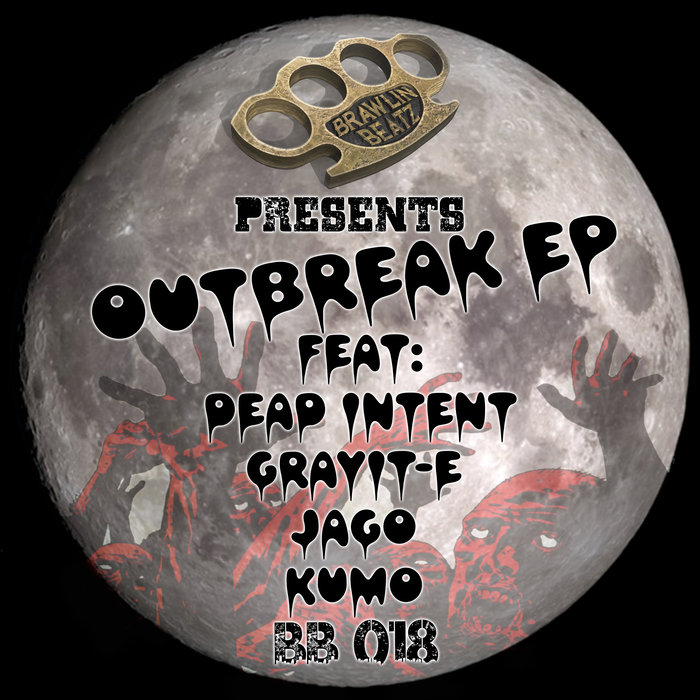 BRAWLIN
BEATZ
PRESENTS
OUTBREAK EP
FEAT:
DEAD INTENT
GRAVIT-E
JAGO
KUMO
BB 018